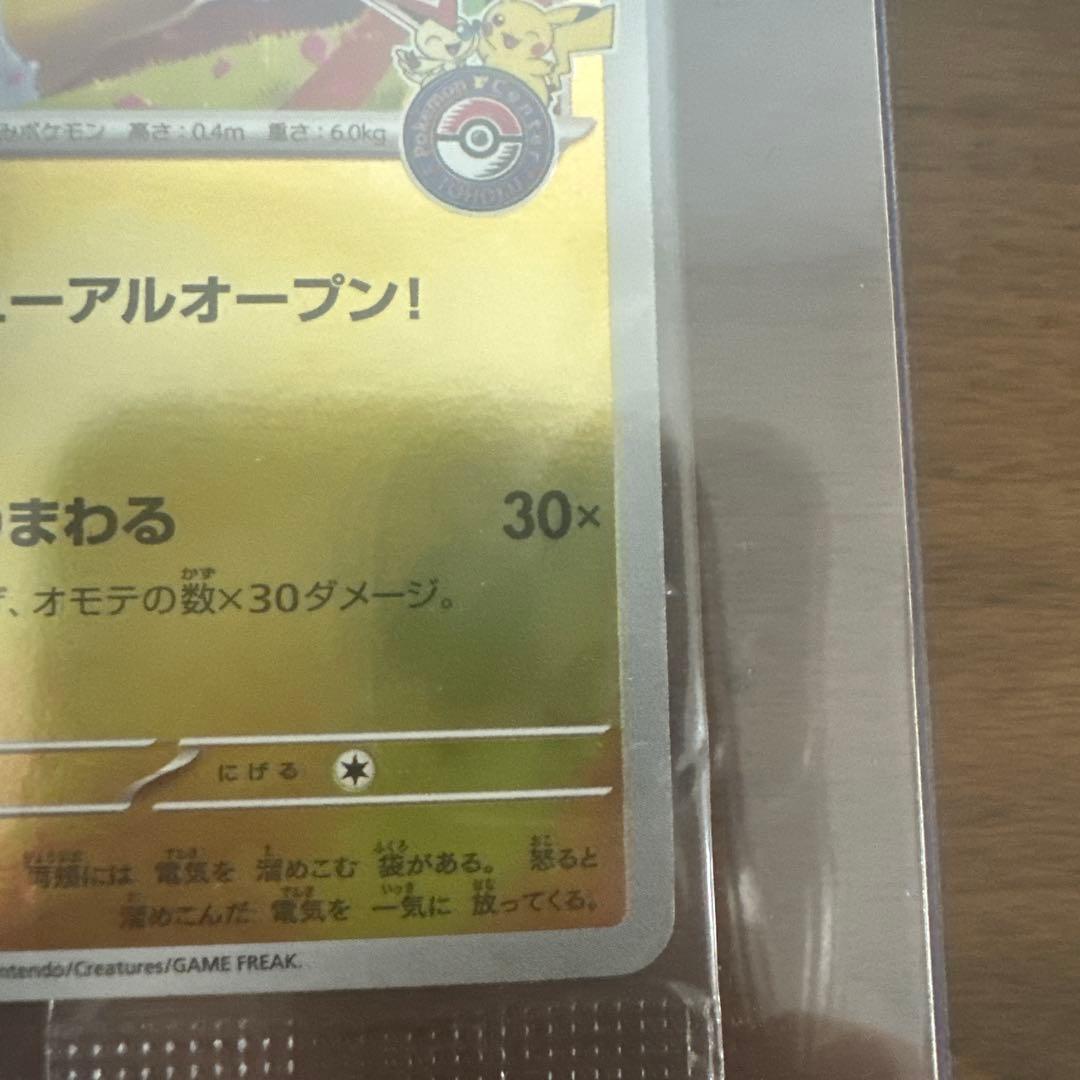 みポケモン 高さ：0.4m 重さ：6.0kg
Pokémon Center
TOHOKU
ューアルオープン！
まわる 30×
、オモテの数×30ダメージ。
かず
にげる
両頬には 電気を 溜めこむ 袋がある。 怒ると
溜めこんだ 電気を 一気に 放ってくる。
ntendo/Creatures/GAME FREAK.